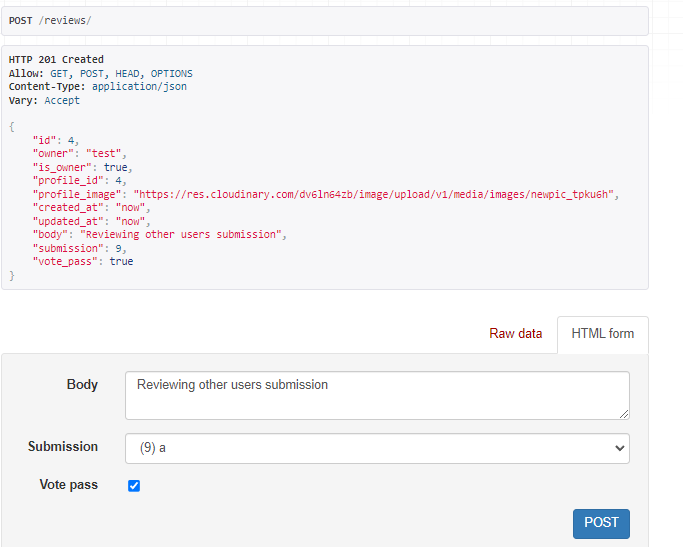 POST /reviews/
HTTP 201 Created
Allow: GET, POST, HEAD, OPTIONS
Content-Type: application/json
Vary: Accept
{
    "id": 4,
    "owner": "test",
    "is_owner": true,
    "profile_id": 4,
    "profile_image": "https://res.cloudinary.com/dv6ln64zb/image/upload/v1/media/images/newpic_tpku6h",
    "created_at": "now",
    "updated_at": "now",
    "body": "Reviewing other users submission",
    "submission": 9,
    "vote_pass": true
}
Raw data HTML form
Body Reviewing other users submission
Submission (9) a
Vote pass
POST